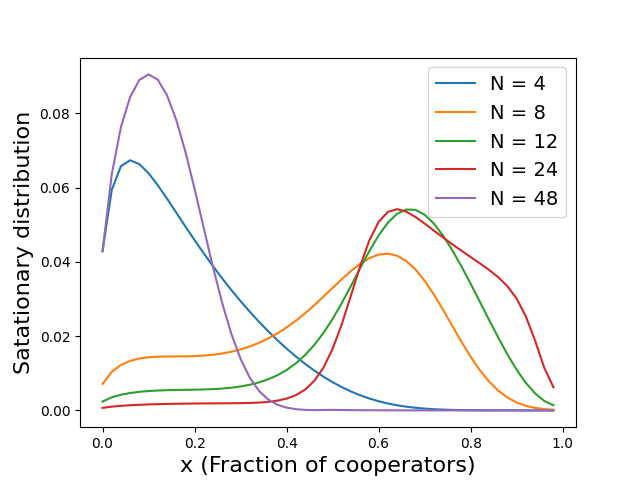 N = 4
N = 8
N = 12
N = 24
N = 48
Satationary distribution
0.08
0.06
0.04
0.02
0.00
0.0 0.2 0.4 0.6 0.8 1.0
x (Fraction of cooperators)